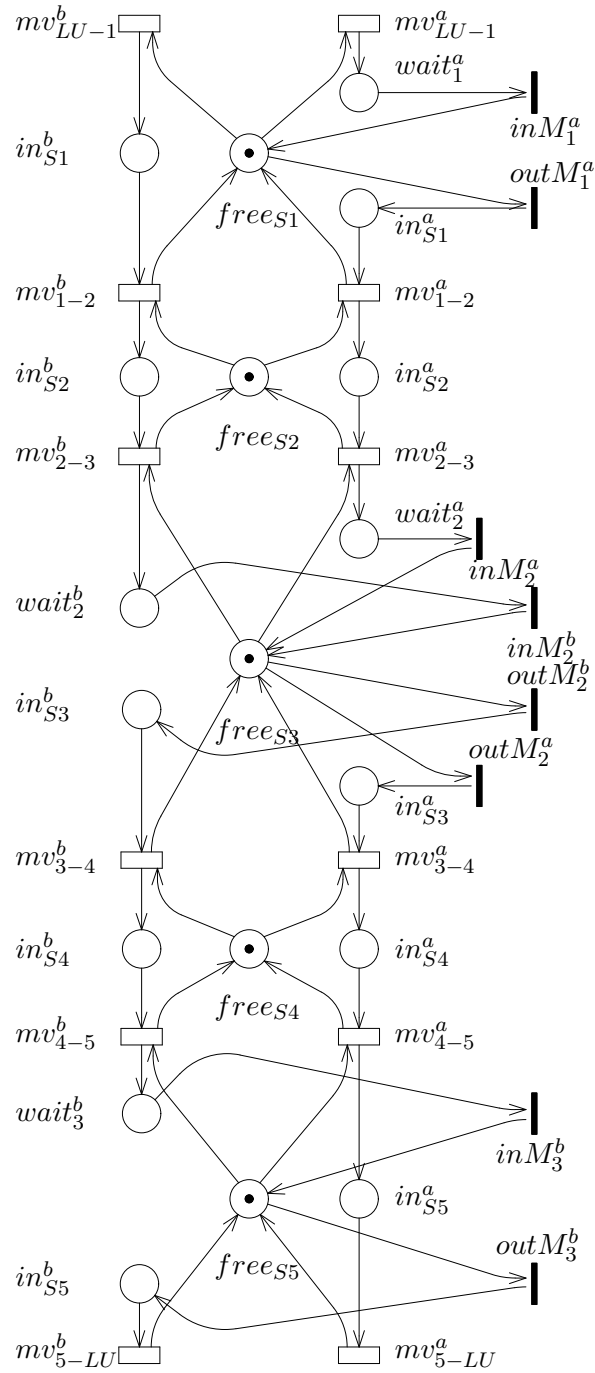 mv^b_{LU-1} mv^a_{LU-1}
wait^a_1
inM^a_1
in^b_{S1}
outM^a_1
free_{S1} in^a_{S1}
mv^b_{1-2} mv^a_{1-2}
in^b_{S2} in^a_{S2}
free_{S2}
mv^b_{2-3} mv^a_{2-3}
wait^a_2
inM^a_2
wait^b_2
inM^b_2
outM^b_2
in^b_{S3} free_{S3}
outM^a_2
in^a_{S3}
mv^b_{3-4} mv^a_{3-4}
in^b_{S4} in^a_{S4}
free_{S4}
mv^b_{4-5} mv^a_{4-5}
wait^b_3
inM^b_3
in^a_{S5}
outM^b_3
free_{S5}
in^b_{S5}
mv^b_{5-LU} mv^a_{5-LU}